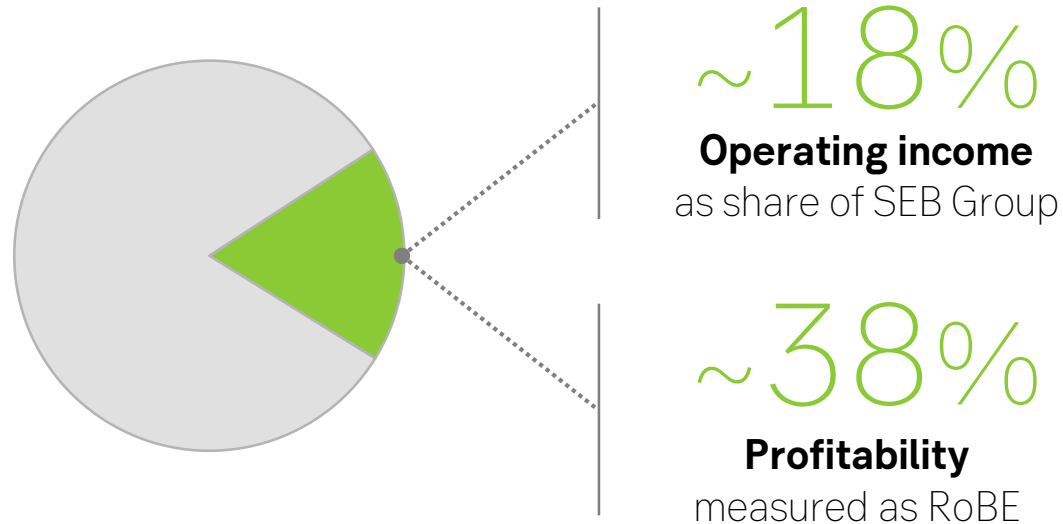 ~18%
Operating income
as share of SEB Group
~38%
Profitability
measured as RoBE